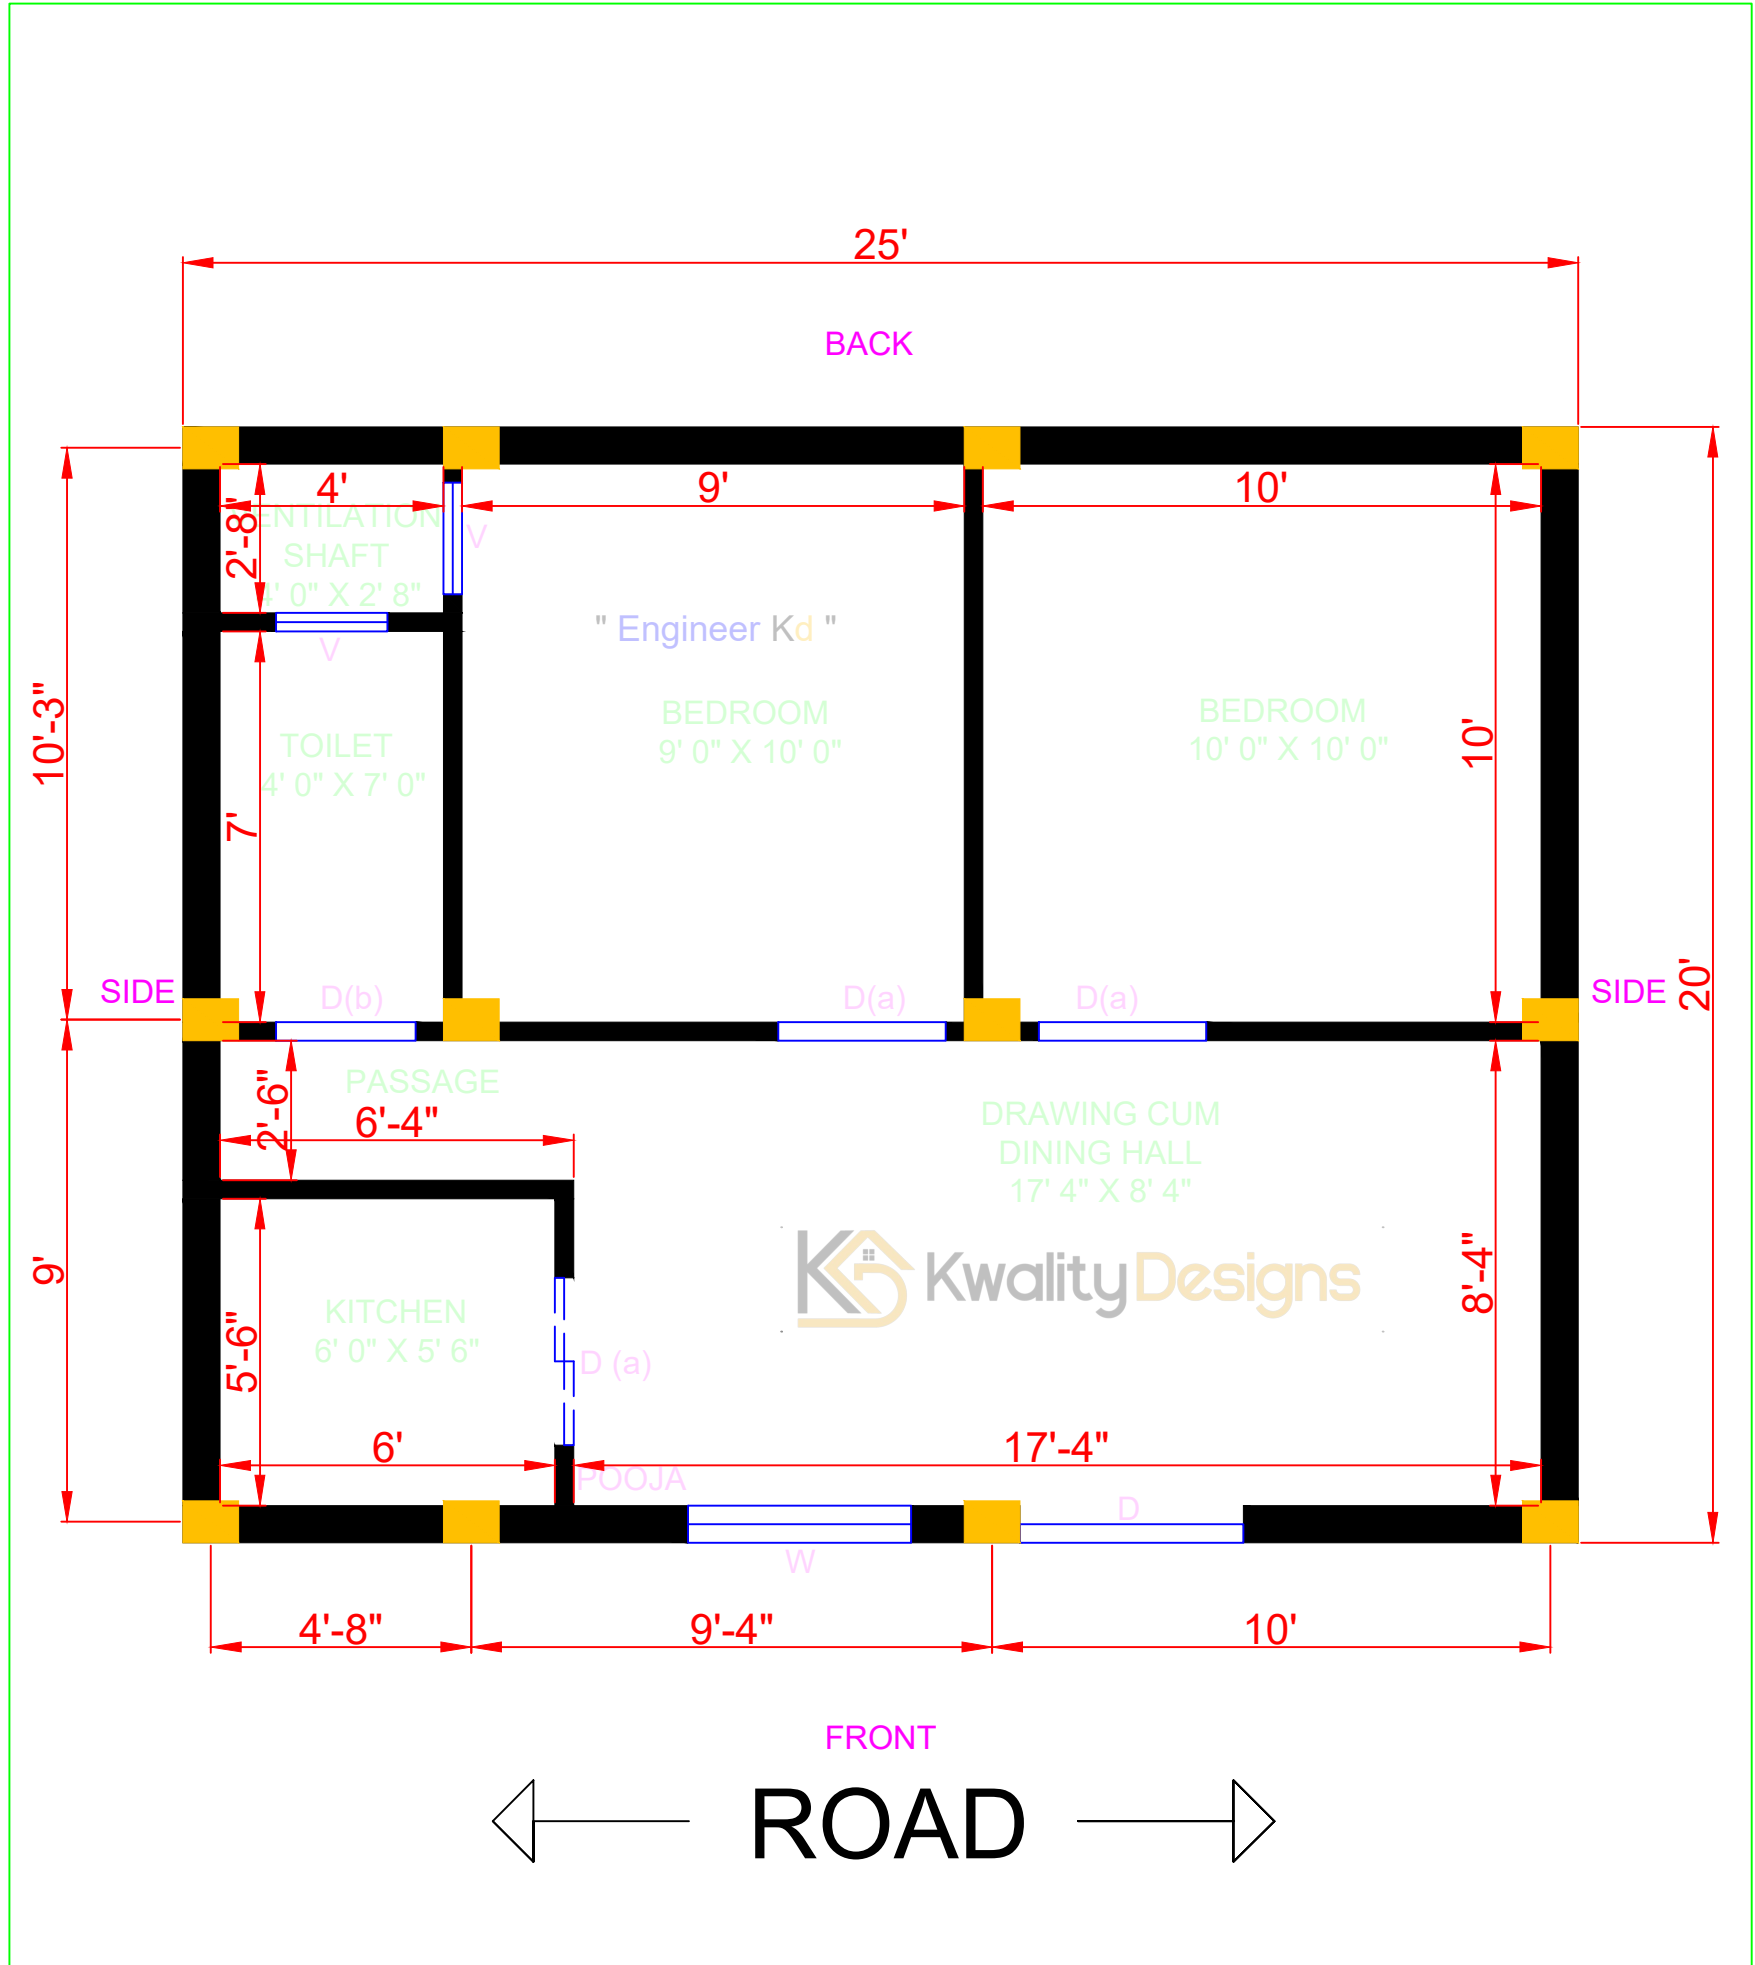 25'
BACK
4'
9'
10'
2'-8"
VENTILATION
SHAFT
4' 0" X 2' 8"
V
V
" Engineer Kd "
BEDROOM
9' 0" X 10' 0"
BEDROOM
10' 0" X 10' 0"
TOILET
4' 0" X 7' 0"
10'-3"
7'
10'
SIDE
D(b)
D(a)
D(a)
SIDE
20'
PASSAGE
2'-6"
6'-4"
DRAWING CUM
DINING HALL
17' 4" X 8' 4"
KwalityDesigns
9'
8'-4"
KITCHEN
6' 0" X 5' 6"
5'-6"
D (a)
6'
17'-4"
POOJA
D
W
4'-8"
9'-4"
10'
FRONT
ROAD